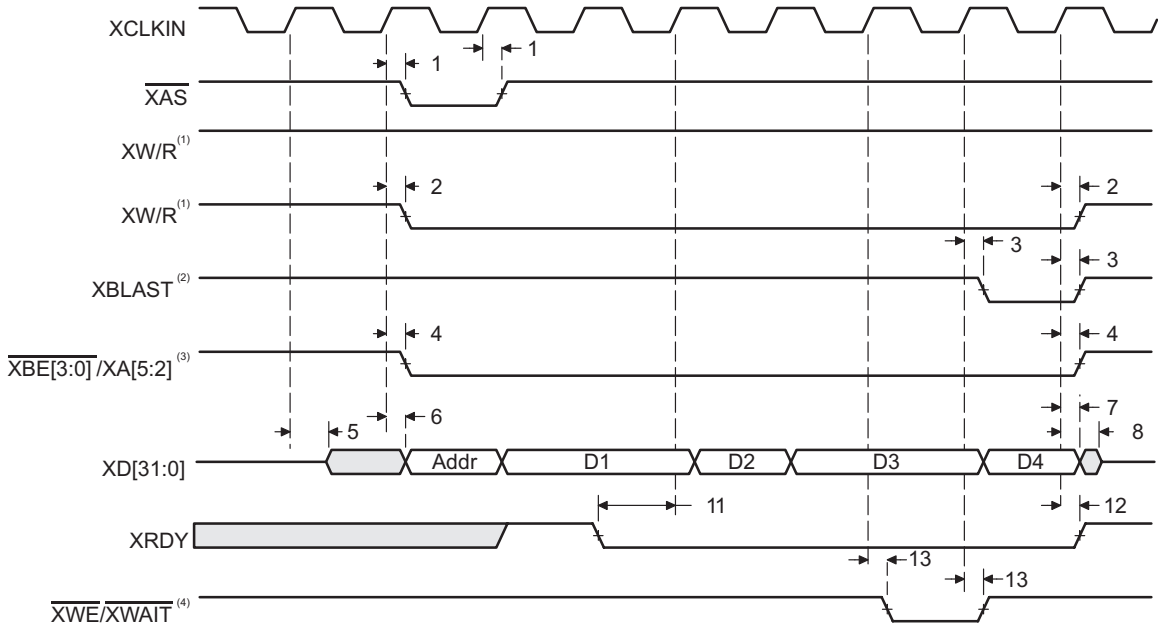 XCLKIN
1
1
XAS
XW/R(1)
2
2
XW/R(1)
3
3
XBLAST(2)
4
4
XBE[3:0]/XA[5:2](3)
6
7
5
8
XD[31:0]
Addr
D1
D2
D3
D4
11
12
XRDY
13
13
XWE/XWAIT(4)